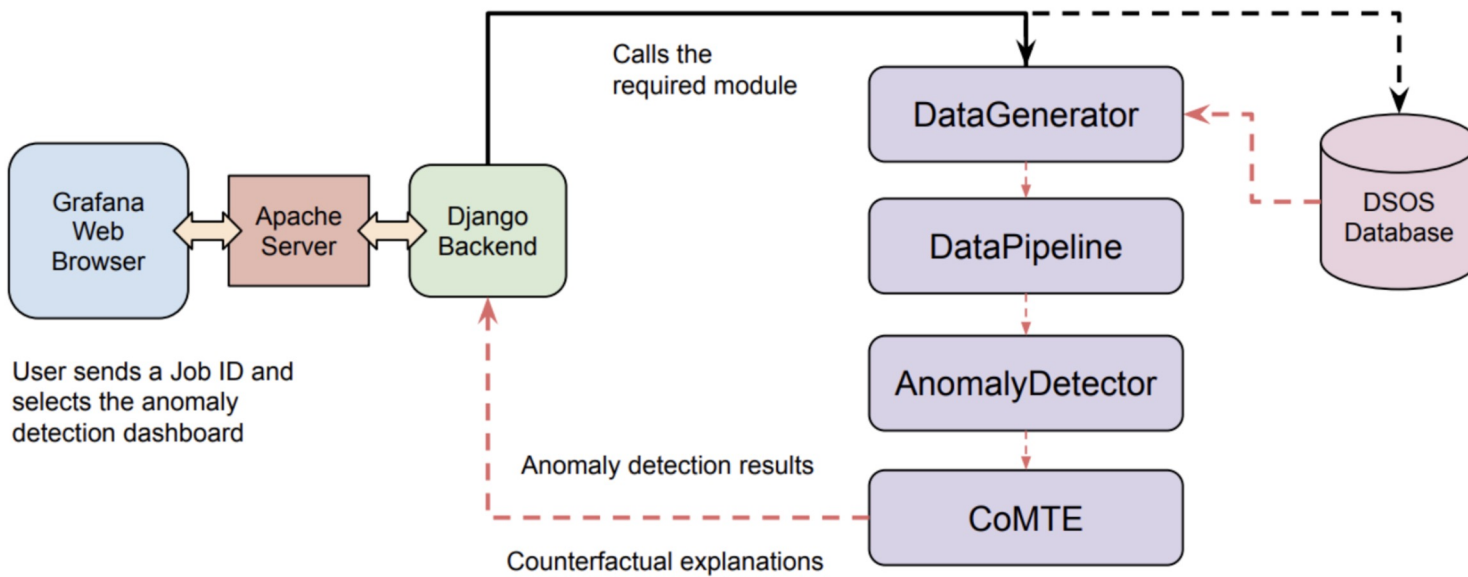 Calls the
required module
DataGenerator
Grafana
Web
Browser
Apache
Server
Django
Backend
DSOS
Database
DataPipeline
User sends a Job ID and
selects the anomaly
detection dashboard
AnomalyDetector
Anomaly detection results
CoMTE
Counterfactual explanations